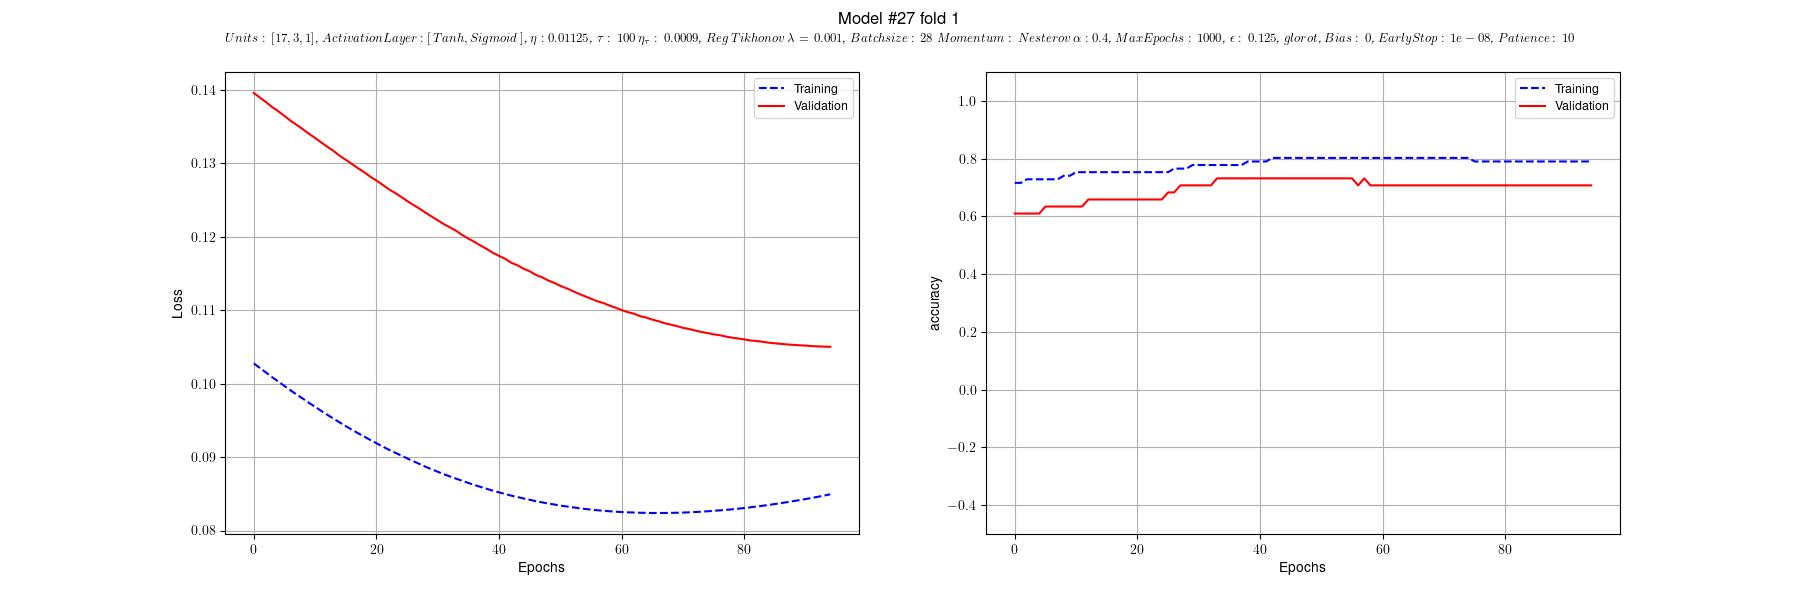 Model #27 fold 1
Units : [17, 3, 1], ActivationLayer : [ Tanh, Sigmoid ], η : 0.01125, τ : 100 η_τ : 0.0009, Reg Tikhonov λ = 0.001, Batchsize : 28 Momentum : Nesterov α : 0.4, MaxEpochs : 1000, ϵ : 0.125, glorot, Bias : 0, EarlyStop : 1e − 08, Patience : 10
Training
Validation
0.14
0.13
0.12
0.11
0.10
0.09
0.08
Loss
0 20 40 60 80
Epochs
Training
Validation
1.0
0.8
0.6
0.4
0.2
0.0
−0.2
−0.4
accuracy
0 20 40 60 80
Epochs